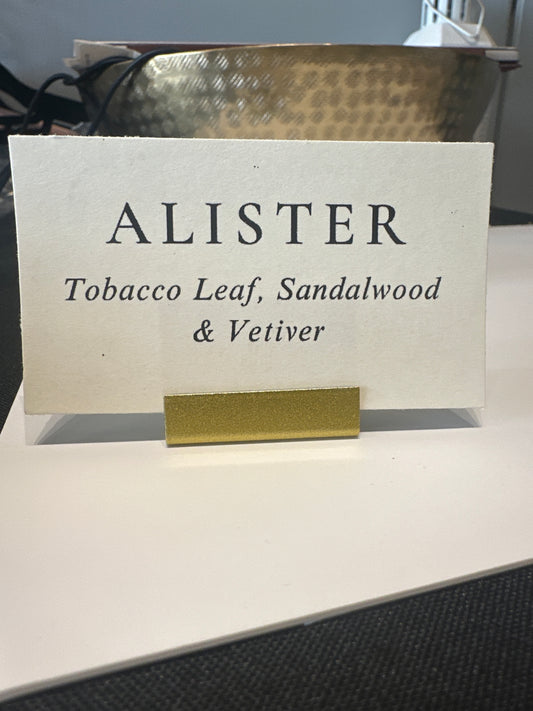 ALISTER
Tobacco Leaf, Sandalwood
& Vetiver